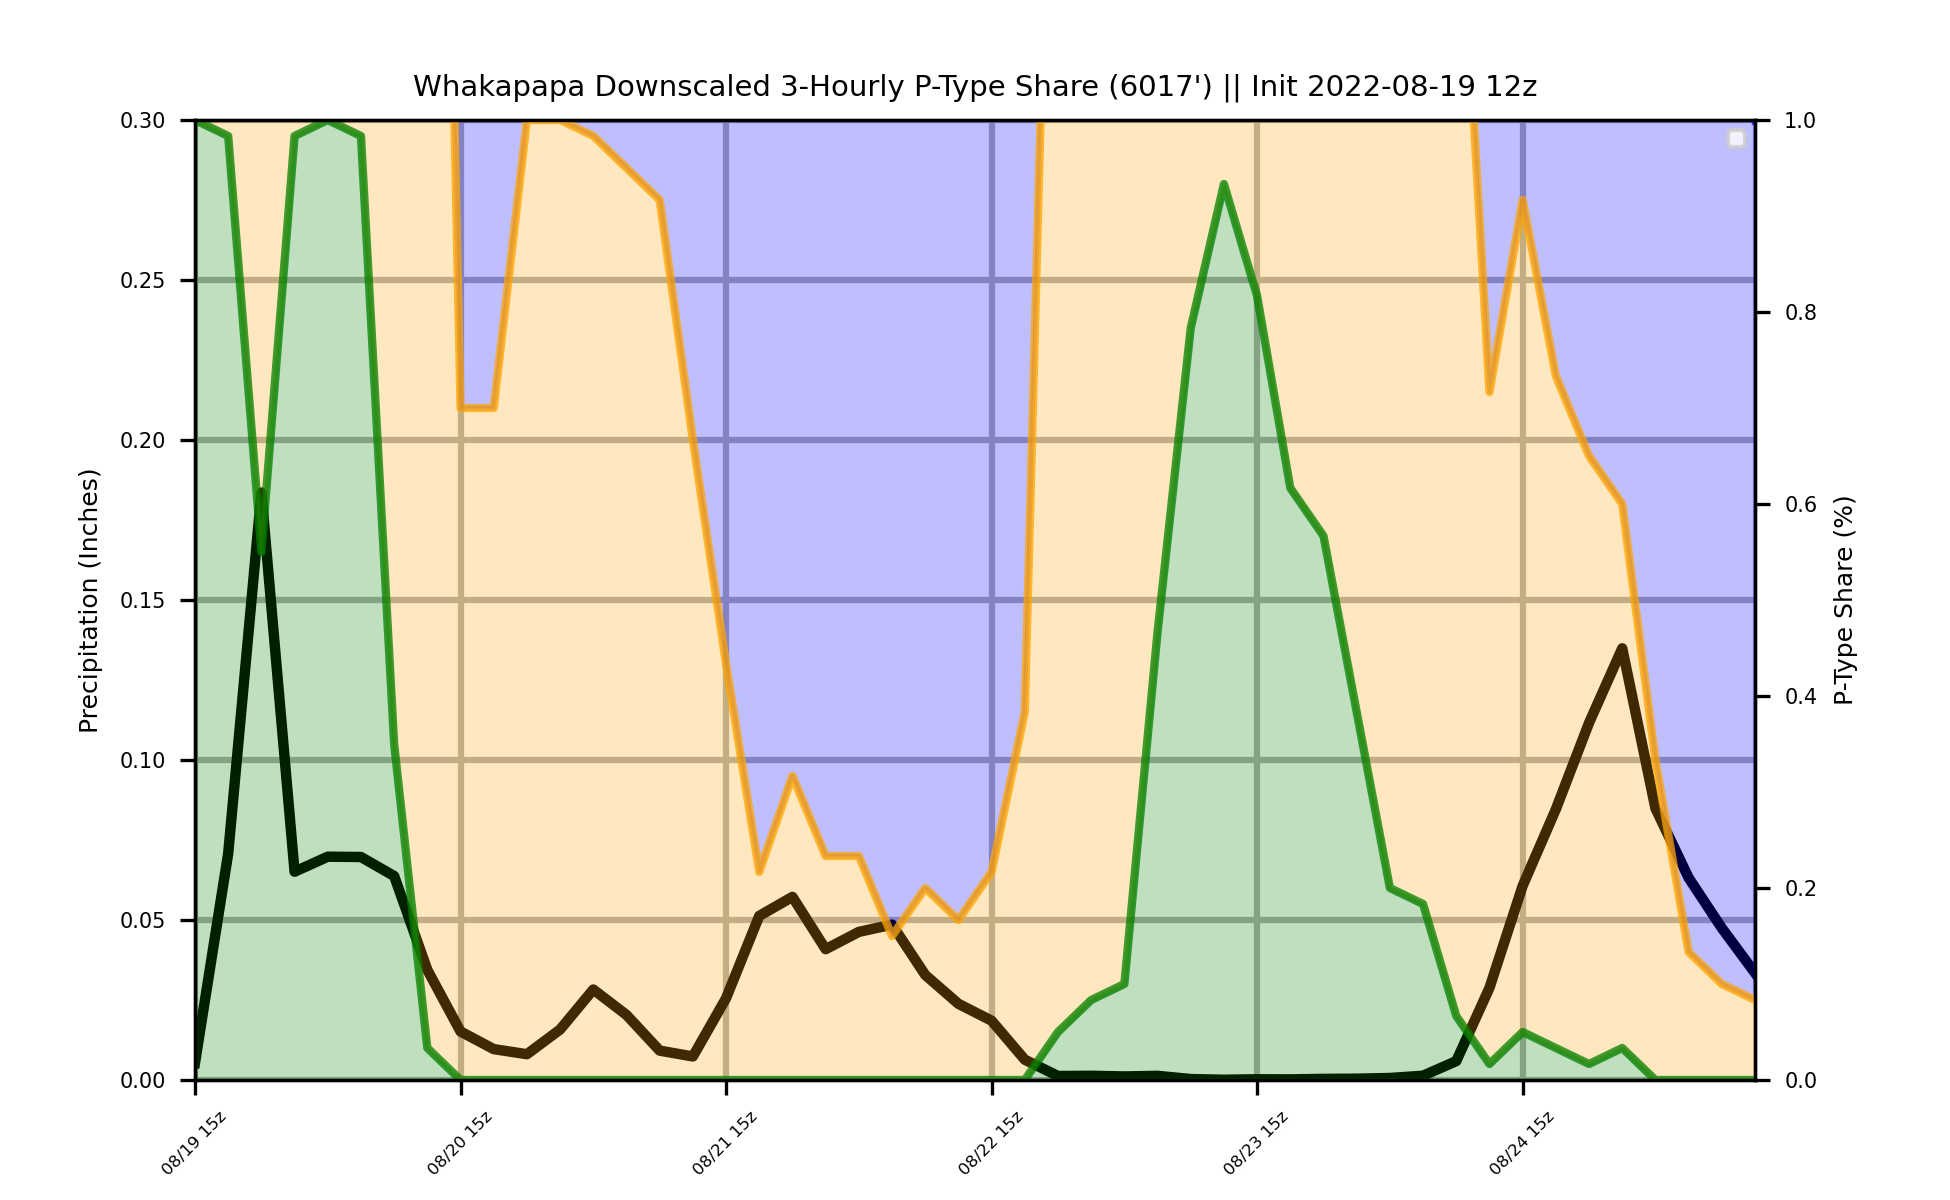 Whakapapa Downscaled 3-Hourly P-Type Share (6017') || Init 2022-08-19 12z
0.30
0.25
0.20
0.15
0.10
0.05
0.00
Precipitation (Inches)
1.0
0.8
0.6
0.4
0.2
0.0
P-Type Share (%)
08/19 15z
08/20 15z
08/21 15z
08/22 15z
08/23 15z
08/24 15z